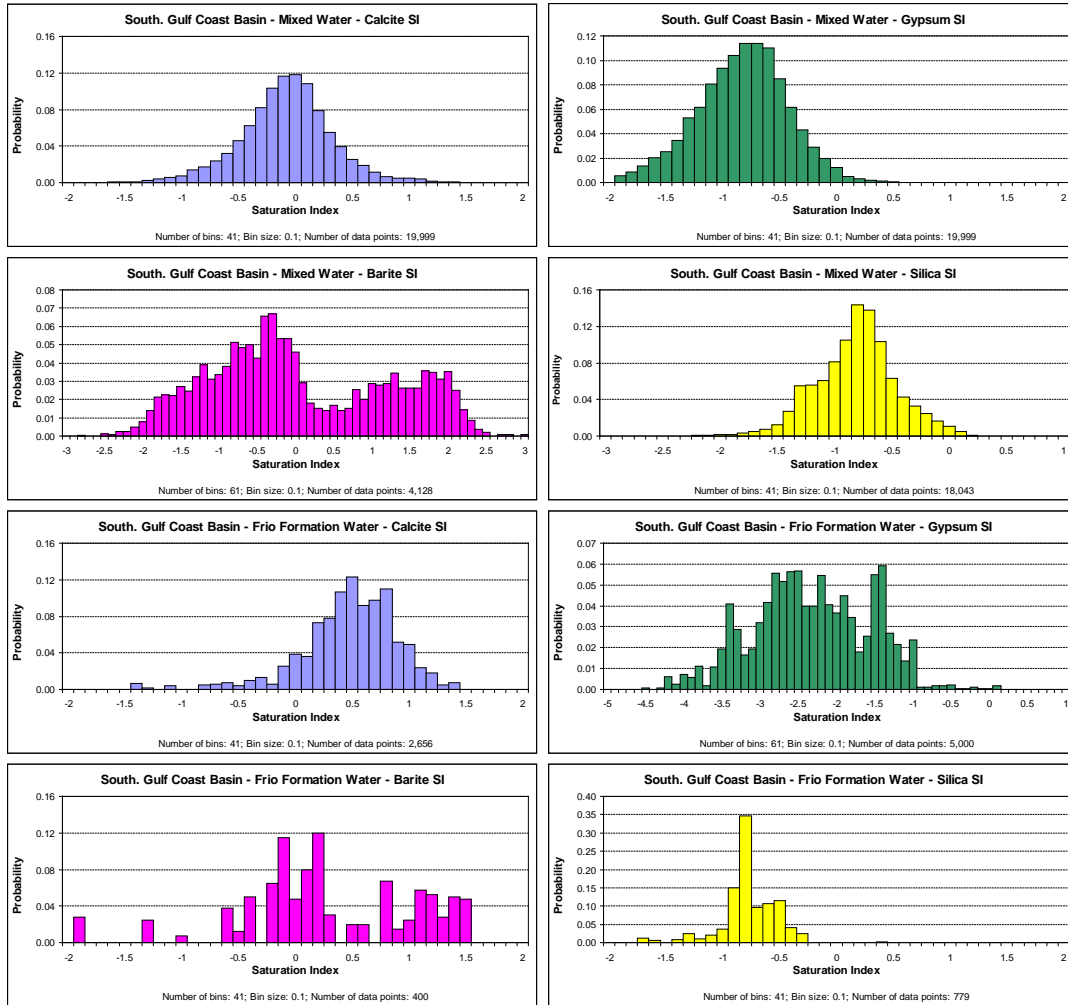 South. Gulf Coast Basin - Mixed Water - Calcite SI
0.16
0.12
0.08
0.04
0.00
Probability
-2 -1.5 -1 -0.5 0 0.5 1 1.5 2
Saturation Index
Number of bins: 41; Bin size: 0.1; Number of data points: 19,999
South. Gulf Coast Basin - Mixed Water - Gypsum SI
0.12
0.10
0.08
0.06
0.04
0.02
0.00
Probability
-2 -1.5 -1 -0.5 0 0.5 1 1.5 2
Saturation Index
Number of bins: 41; Bin size: 0.1; Number of data points: 19,999
South. Gulf Coast Basin - Mixed Water - Barite SI
0.08
0.07
0.06
0.05
0.04
0.03
0.02
0.01
0.00
Probability
-3 -2.5 -2 -1.5 -1 -0.5 0 0.5 1 1.5 2 2.5 3
Saturation Index
Number of bins: 61; Bin size: 0.1; Number of data points: 4,128
South. Gulf Coast Basin - Mixed Water - Silica SI
0.16
0.12
0.08
0.04
0.00
Probability
-3 -2.5 -2 -1.5 -1 -0.5 0 0.5 1
Saturation Index
Number of bins: 41; Bin size: 0.1; Number of data points: 18,043
South. Gulf Coast Basin - Frio Formation Water - Calcite SI
0.16
0.12
0.08
0.04
0.00
Probability
-2 -1.5 -1 -0.5 0 0.5 1 1.5 2
Saturation Index
Number of bins: 41; Bin size: 0.1; Number of data points: 2,656
South. Gulf Coast Basin - Frio Formation Water - Gypsum SI
0.07
0.06
0.05
0.04
0.03
0.02
0.01
0.00
Probability
-5 -4.5 -4 -3.5 -3 -2.5 -2 -1.5 -1 -0.5 0 0.5 1
Saturation Index
Number of bins: 61; Bin size: 0.1; Number of data points: 5,000
South. Gulf Coast Basin - Frio Formation Water - Barite SI
0.16
0.12
0.08
0.04
0.00
Probability
-2 -1.5 -1 -0.5 0 0.5 1 1.5 2
Saturation Index
Number of bins: 41; Bin size: 0.1; Number of data points: 400
South. Gulf Coast Basin - Frio Formation Water - Silica SI
0.40
0.35
0.30
0.25
0.20
0.15
0.10
0.05
0.00
Probability
-2 -1.5 -1 -0.5 0 0.5 1 1.5 2
Saturation Index
Number of bins: 41; Bin size: 0.1; Number of data points: 779